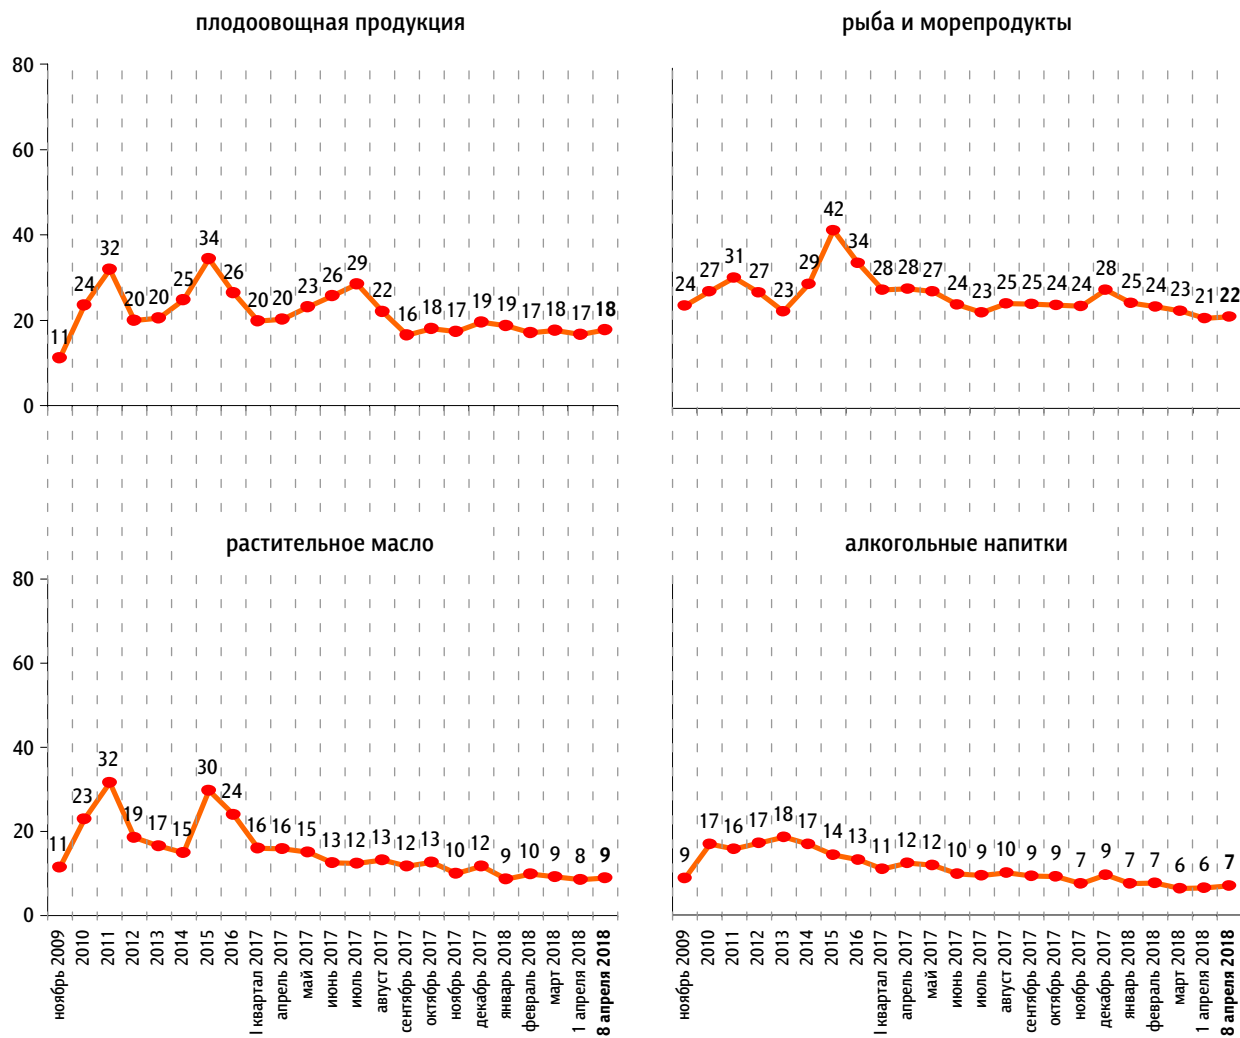 плодоовощная продукция
80
60
40
20
0
11 24 32 20 20 25 34 26 20 20 23 26 29 22 16 18 17 19 19 17 18 17 18
рыба и морепродукты
24 27 31 27 23 29 42 34 28 28 27 24 23 25 25 24 24 28 25 24 23 21 22
растительное масло
80
60
40
20
0
11 23 32 19 17 15 30 24 16 16 15 13 12 13 12 13 10 12 9 10 9 8 9
ноябрь 2009
2010
2011
2012
2013
2014
2015
2016
I квартал 2017
апрель 2017
май 2017
июнь 2017
июль 2017
август 2017
сентябрь 2017
октябрь 2017
ноябрь 2017
декабрь 2017
январь 2018
февраль 2018
март 2018
1 апреля 2018
8 апреля 2018
алкогольные напитки
9 17 16 17 18 17 14 13 11 12 12 10 9 10 9 9 7 9 7 7 6 6 7
ноябрь 2009
2010
2011
2012
2013
2014
2015
2016
I квартал 2017
апрель 2017
май 2017
июнь 2017
июль 2017
август 2017
сентябрь 2017
октябрь 2017
ноябрь 2017
декабрь 2017
январь 2018
февраль 2018
март 2018
1 апреля 2018
8 апреля 2018